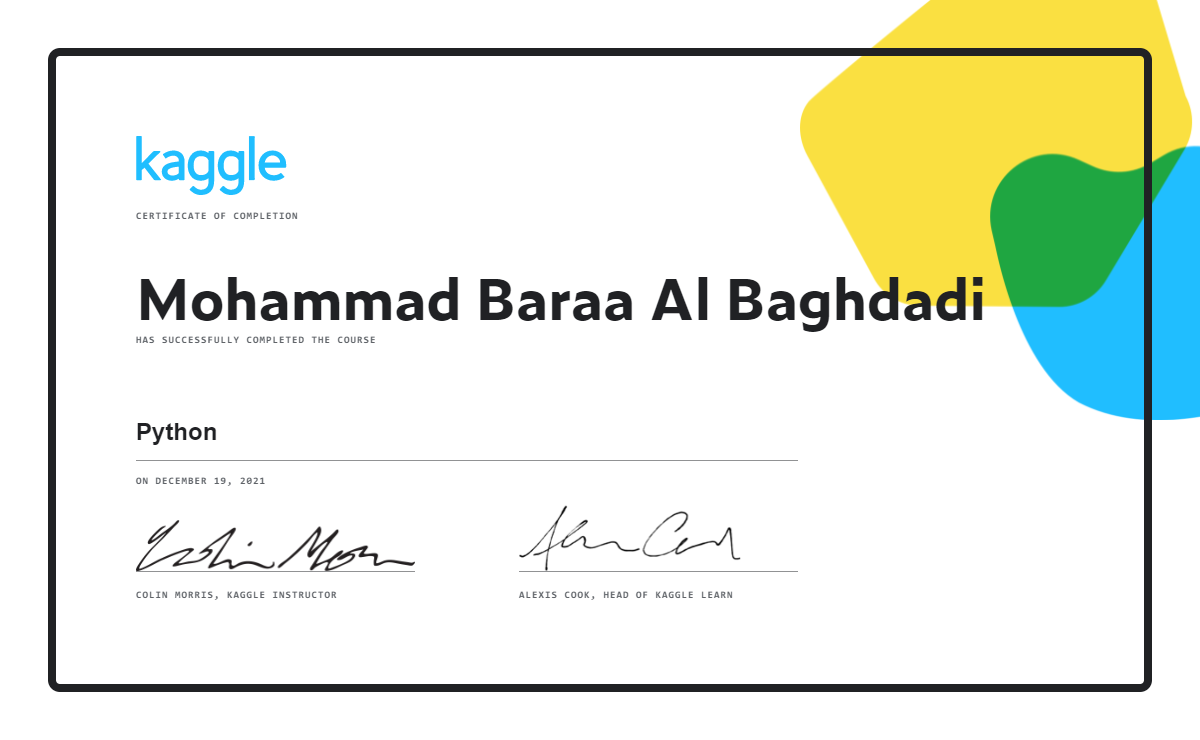 kaggle
CERTIFICATE OF COMPLETION
Mohammad Baraa Al Baghdadi
HAS SUCCESSFULLY COMPLETED THE COURSE
Python
ON DECEMBER 19, 2021
COLIN MORRIS, KAGGLE INSTRUCTOR
ALEXIS COOK, HEAD OF KAGGLE LEARN